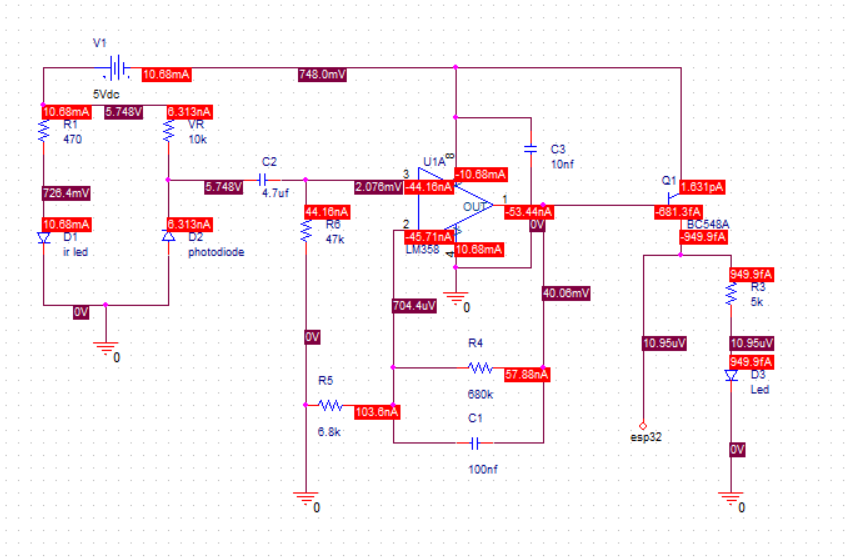 V1
10.68mA
748.0mV
5Vdc
10.68mA
5.748V
6.313nA
R1
470
VR
10k
C3
10nf
C2
4.7uf
5.748V
U1A
3
8
-10.68mA
2.076mV
-44.16nA
OUT
1
Q1
1.631pA
726.4mV
10.68mA
6.313nA
44.16nA
-53.44nA
-681.3fA
D1
ir led
D2
photodiode
R6
47k
2
-45.71nA
LM358
4
10.68mA
0V
BC548A
-949.9fA
949.9fA
R3
5k
0V
0
704.4uV
0
40.06mV
0V
R4
680k
57.88nA
10.95uV
10.95uV
949.9fA
D3
Led
R5
6.8k
103.6nA
C1
100nf
esp32
0V
0
0